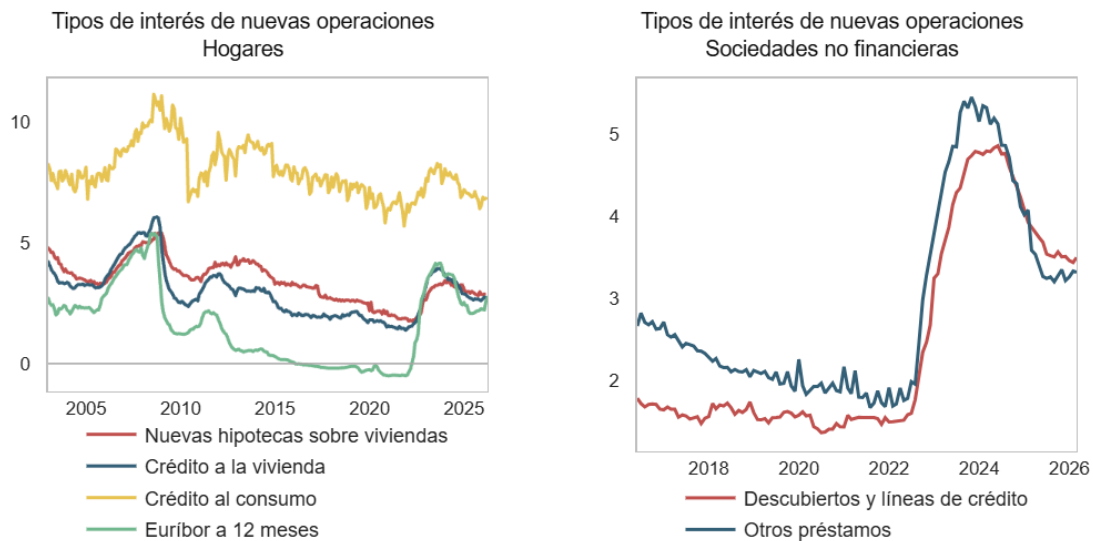 Tipos de interés de nuevas operaciones
Hogares
10
5
0
2005 2010 2015 2020 2025
Nuevas hipotecas sobre viviendas
Crédito a la vivienda
Crédito al consumo
Euríbor a 12 meses
Tipos de interés de nuevas operaciones
Sociedades no financieras
5
4
3
2
2018 2020 2022 2024 2026
Descubiertos y líneas de crédito
Otros préstamos